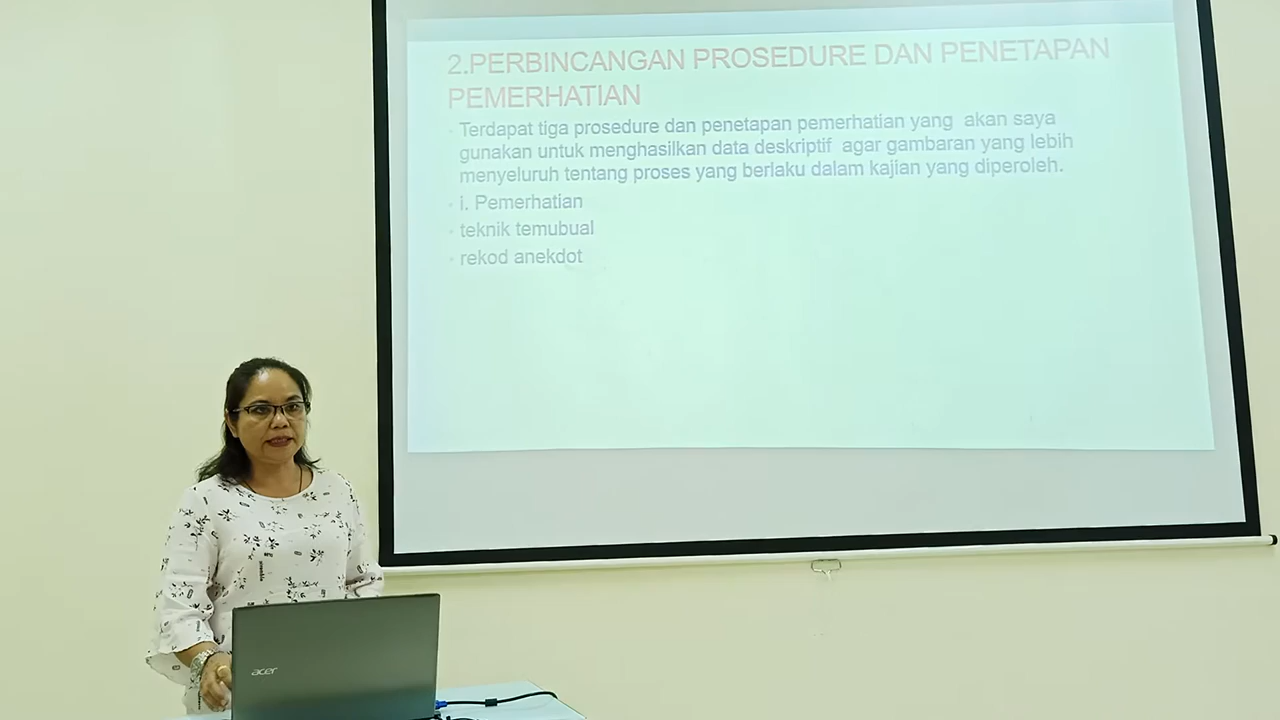 2.PERBINCANGAN PROSEDURE DAN PENETAPAN
PEMERHATIAN
Terdapat tiga prosedure dan penetapan pemerhatian yang akan saya
gunakan untuk menghasilkan data deskriptif agar gambaran yang lebih
menyeluruh tentang proses yang berlaku dalam kajian yang diperoleh.
i. Pemerhatian
teknik temubual
rekod anekdot
acer